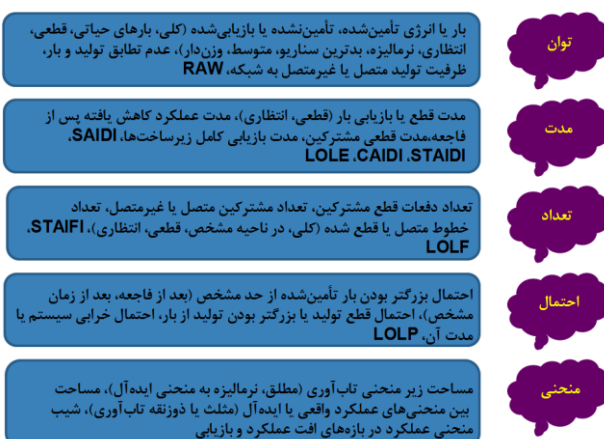 توان
بار یا انرژی تأمین‌شده، تأمین‌نشده یا بازیابی‌شده (کلی، بارهای حیاتی، قطعی،
انتظاری، نرمالیزه، بدترین سناریو، متوسط، وزن‌دار)، عدم تطابق تولید و بار،
ظرفیت تولید متصل یا غیرمتصل به شبکه، RAW
مدت
مدت قطع یا بازیابی بار (قطعی، انتظاری)، مدت عملکرد کاهش یافته پس از
فاجعه،مدت قطعی مشترکین، مدت بازیابی کامل زیرساخت‌ها، SAIDI،
LOLE ،CAIDI ،STAIDI
تعداد
تعداد دفعات قطع مشترکین، تعداد مشترکین متصل یا غیرمتصل، تعداد
خطوط متصل یا قطع شده (کلی، در ناحیه مشخص، قطعی، انتظاری)، STAIFI،
LOLF
احتمال
احتمال بزرگتر بودن بار تأمین‌شده از حد مشخص (بعد از فاجعه، بعد از زمان
مشخص)، احتمال قطع تولید یا بزرگتر بودن تولید از بار، احتمال خرابی سیستم یا
مدت آن، LOLP
منحنی
مساحت زیر منحنی تاب‌آوری (مطلق، نرمالیزه به منحنی ایده‌آل)، مساحت
بین منحنی‌های عملکرد واقعی یا ایده‌آل (مثلث یا ذوزنقه تاب‌آوری)، شیب
منحنی عملکرد در بازه‌های افت عملکرد و بازیابی